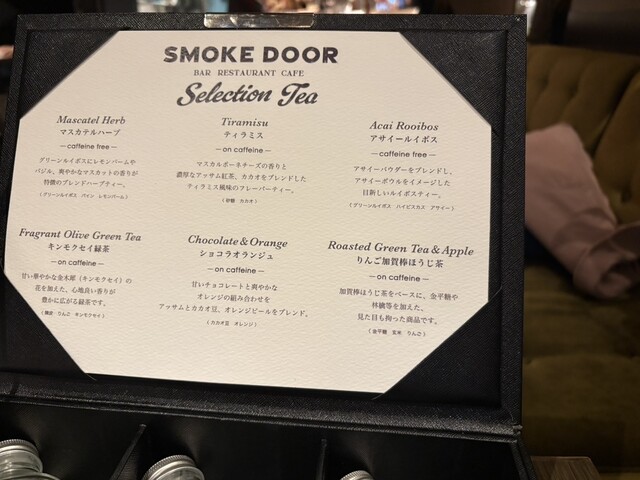 SMOKE DOOR
BAR RESTAURANT CAFE
Selection Tea
Mascatel Herb
マスカテルハーブ
—caffeine free—
グリーンルイボスにレモンバームや
バジル。爽やかなマスカットの香りが
特徴のブレンドハーブティー。
（グリーンルイボス パイン レモンバーム）
Tiramisu
ティラミス
—on caffeine—
マスカルポーネチーズの香りと
濃厚なアッサム紅茶、カカオをブレンドした
ティラミス風味のフレーバーティー。
（砂糖 カカオ）
Acai Rooibos
アサイールイボス
—caffeine free—
アサイーパウダーをブレンドし、
アサイーボウルをイメージした
目新しいルイボスティー。
（グリーンルイボス ハイビスカス アサイー）
Fragrant Olive Green Tea
キンモクセイ緑茶
—on caffeine—
甘い華やかな金木犀（キンモクセイ）の
花を加えた、心地良い香りが
豊かに広がる緑茶です。
りんご キンモクセイ）
Chocolate&Orange
ショコラオランジュ
—on caffeine—
甘いチョコレートと爽やかな
オレンジの組み合わせを
アッサムとカカオ豆、オレンジピールをブレンド。
（カカオ豆 オレンジ）
Roasted Green Tea & Apple
りんご加賀棒ほうじ茶
—on caffeine—
加賀棒ほうじ茶をベースに、金平糖や
林檎等を加えた、
見た目も拘った商品です。
（金平糖 玄米 りんご）